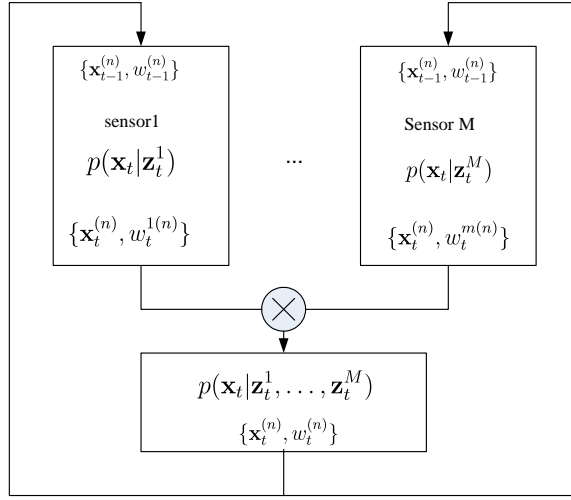 {x_{t-1}^{(n)}, w_{t-1}^{(n)}}
sensor1
p(x_t|z_t^1)
{x_t^{(n)}, w_t^{1(n)}}
...
{x_{t-1}^{(n)}, w_{t-1}^{(n)}}
Sensor M
p(x_t|z_t^M)
{x_t^{(n)}, w_t^{m(n)}}
p(x_t|z_t^1, . . . , z_t^M)
{x_t^{(n)}, w_t^{(n)}}